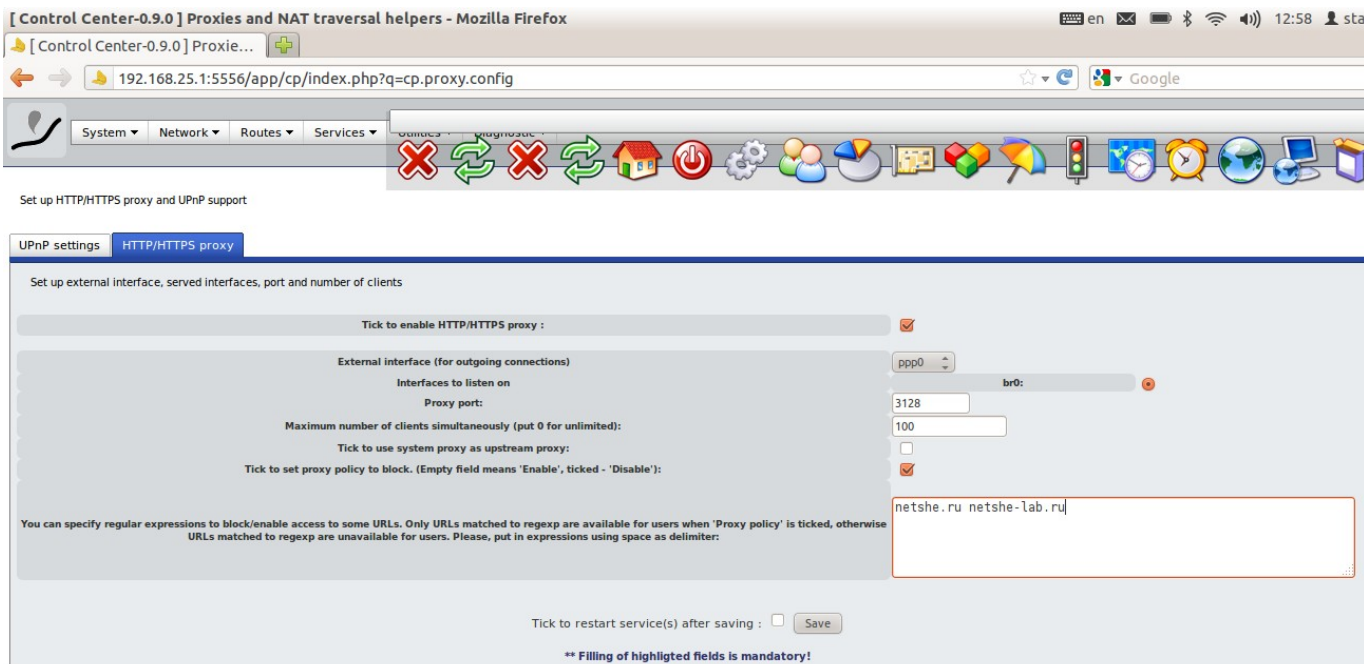 [ Control Center-0.9.0 ] Proxies and NAT traversal helpers - Mozilla Firefox
en 12:58 sta
[ Control Center-0.9.0 ] Proxie...
192.168.25.1:5556/app/cp/index.php?q=cp.proxy.config
Google
System Network Routes Services Utilities Diagnostic
Set up HTTP/HTTPS proxy and UPnP support
UPnP settings HTTP/HTTPS proxy
Set up external interface, served interfaces, port and number of clients
Tick to enable HTTP/HTTPS proxy :
External interface (for outgoing connections) ppp0
Interfaces to listen on br0:
Proxy port: 3128
Maximum number of clients simultaneously (put 0 for unlimited): 100
Tick to use system proxy as upstream proxy:
Tick to set proxy policy to block. (Empty field means 'Enable', ticked - 'Disable'):
netshe.ru netshe-lab.ru
You can specify regular expressions to block/enable access to some URLs. Only URLs matched to regexp are available for users when 'Proxy policy' is ticked, otherwise
URLs matched to regexp are unavailable for users. Please, put in expressions using space as delimiter:
Tick to restart service(s) after saving : Save
** Filling of highligted fields is mandatory!